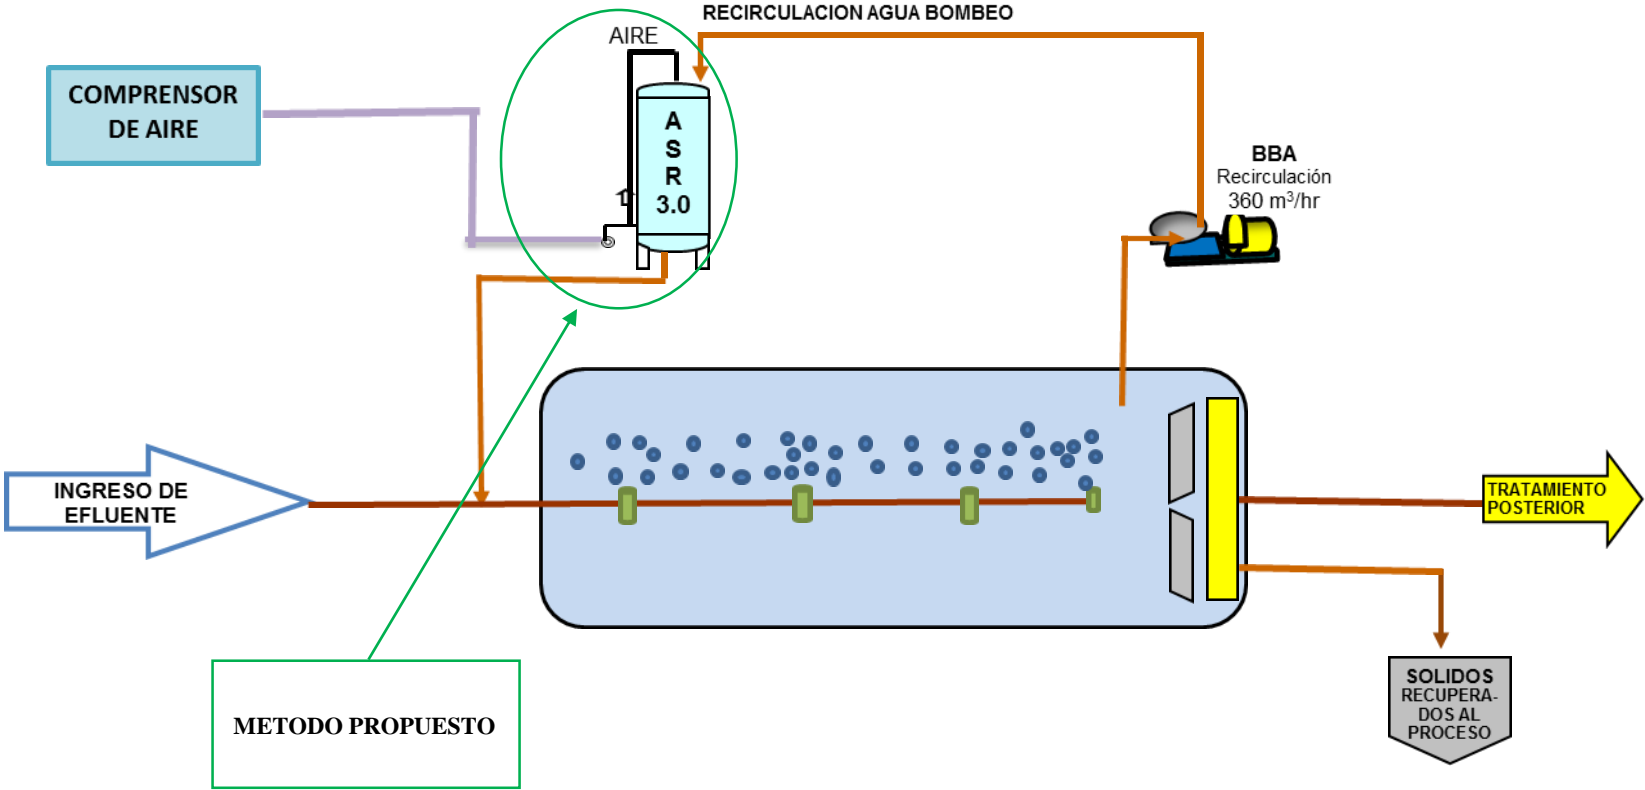 RECIRCULACION AGUA BOMBEO
AIRE
COMPRENSOR
DE AIRE
A
S
R
3.0
BBA
Recirculación
360 m³/hr
INGRESO DE
EFLUENTE
TRATAMIENTO
POSTERIOR
METODO PROPUESTO
SOLIDOS
RECUPERA-
DOS AL
PROCESO